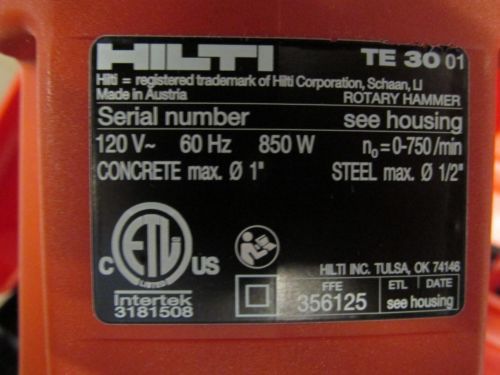 HILTI TE 30 01
Hilti = registered trademark of Hilti Corporation, Schaan, LI
Made in Austria ROTARY HAMMER
Serial number see housing
120 V~ 60 Hz 850 W n₀=0-750 /min
CONCRETE max. Ø 1" STEEL max. Ø 1/2"
C ETL US
LISTED
Intertek
3181508
HILTI INC. TULSA, OK 74146
FFE ETL DATE
356125 see housing